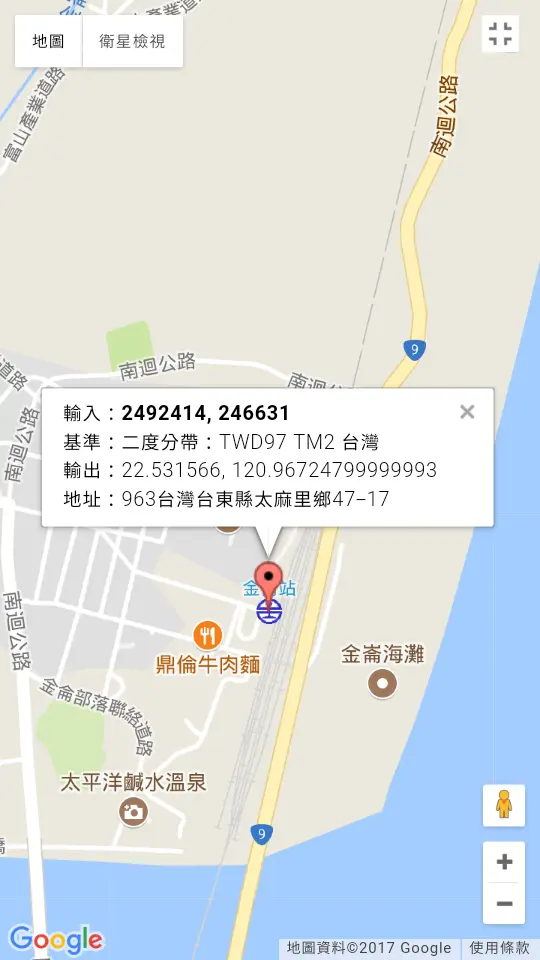 地圖
衛星檢視
富山產業道路
南迴公路
9
南迴公路
南迴公路
道路
南迴公路
輸入：2492414, 246631
基準：二度分帶：TWD97 TM2 台灣
輸出：22.531566, 120.96724799999993
地址：963台灣台東縣太麻里鄉47-17
金崙站
南迴公路
鼎倫牛肉麵
金崙海灘
金侖部落聯絡道路
太平洋鹹水溫泉
9
Google
地圖資料©2017 Google
使用條款